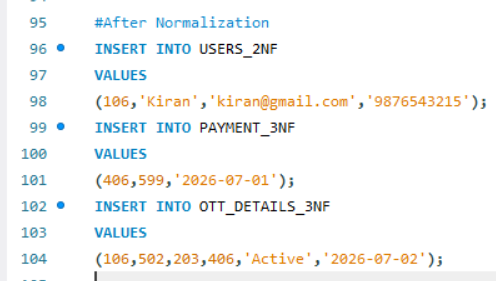 95 #After Normalization
96 INSERT INTO USERS_2NF
97 VALUES
98 (106,'Kiran','kiran@gmail.com','9876543215');
99 INSERT INTO PAYMENT_3NF
100 VALUES
101 (406,599,'2026-07-01');
102 INSERT INTO OTT_DETAILS_3NF
103 VALUES
104 (106,502,203,406,'Active','2026-07-02');